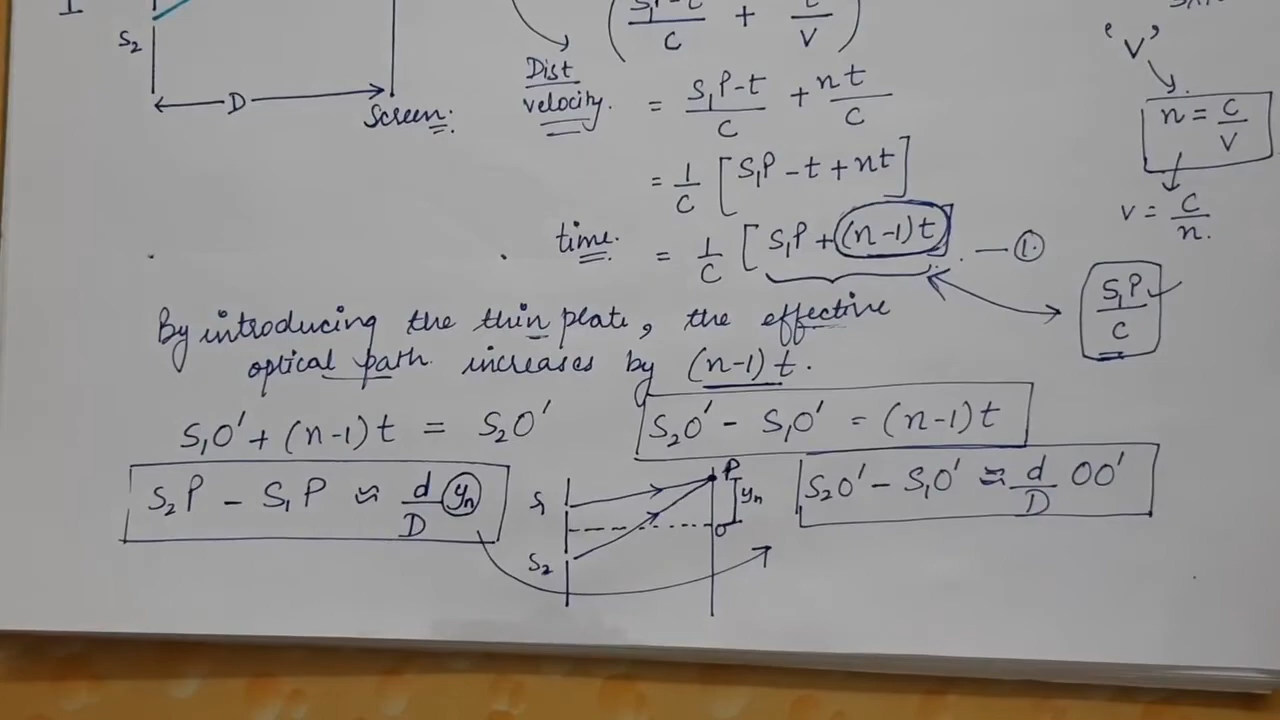 S₂
D
Screen.
Dist
velocity.
(S₁P-t/C + t/V)
= S₁P-t/C + nt/C
= 1/C [S₁P - t + nt]
time. = 1/C [S₁P + (n-1)t] . — ①.
'V'
n = C/V
v = C/n.
S₁P/C
By introducing the thin plate, the effective
optical path increases by (n-1)t.
S₁O' + (n-1)t = S₂O'
S₂O' - S₁O' = (n-1)t
S₂P - S₁P ≈ d/D yₙ
S₂O' - S₁O' ≈ d/D OO'
P
S₁
yₙ
O
S₂